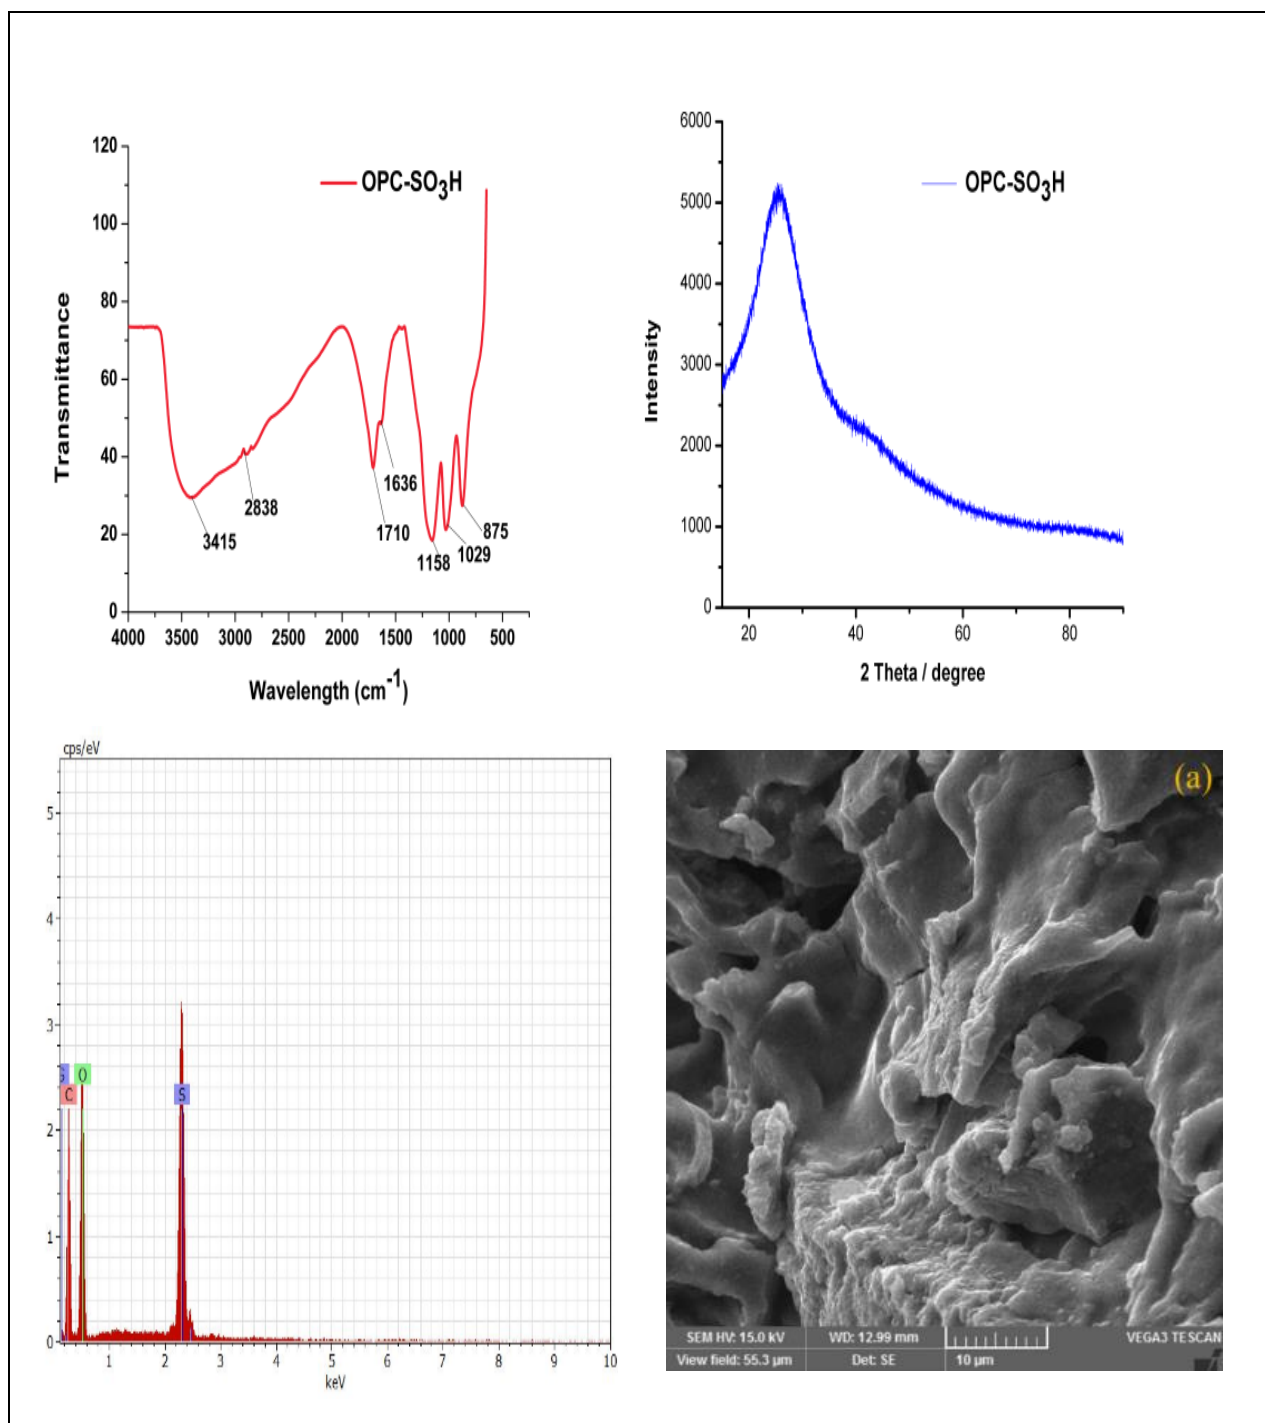 120
100
80
60
40
20
0
Transmittance
OPC-SO3H
3415
2838
1710
1636
1158
1029
875
4000 3500 3000 2500 2000 1500 1000 500
Wavelength (cm-1)
6000
5000
4000
3000
2000
1000
0
Intensity
OPC-SO3H
20 40 60 80
2 Theta / degree
cps/eV
5
4
3
2
1
0
C
O
S
1 2 3 4 5 6 7 8 9 10
keV
(a)
SEM HV: 15.0 kV WD: 12.99 mm VEGA3 TESCAN
View field: 55.3 µm Det: SE 10 µm